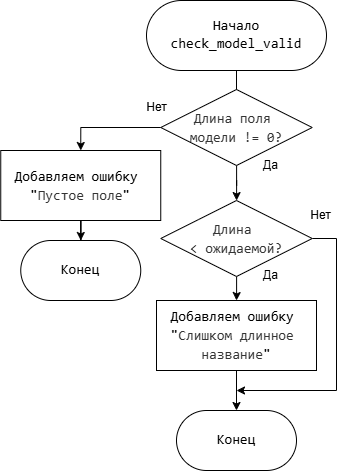 Начало
check_model_valid
Длина поля
модели != 0?
Нет
Да
Добавляем ошибку
"Пустое поле"
Конец
Длина
< ожидаемой?
Нет
Да
Добавляем ошибку
"Слишком длинное
название"
Конец